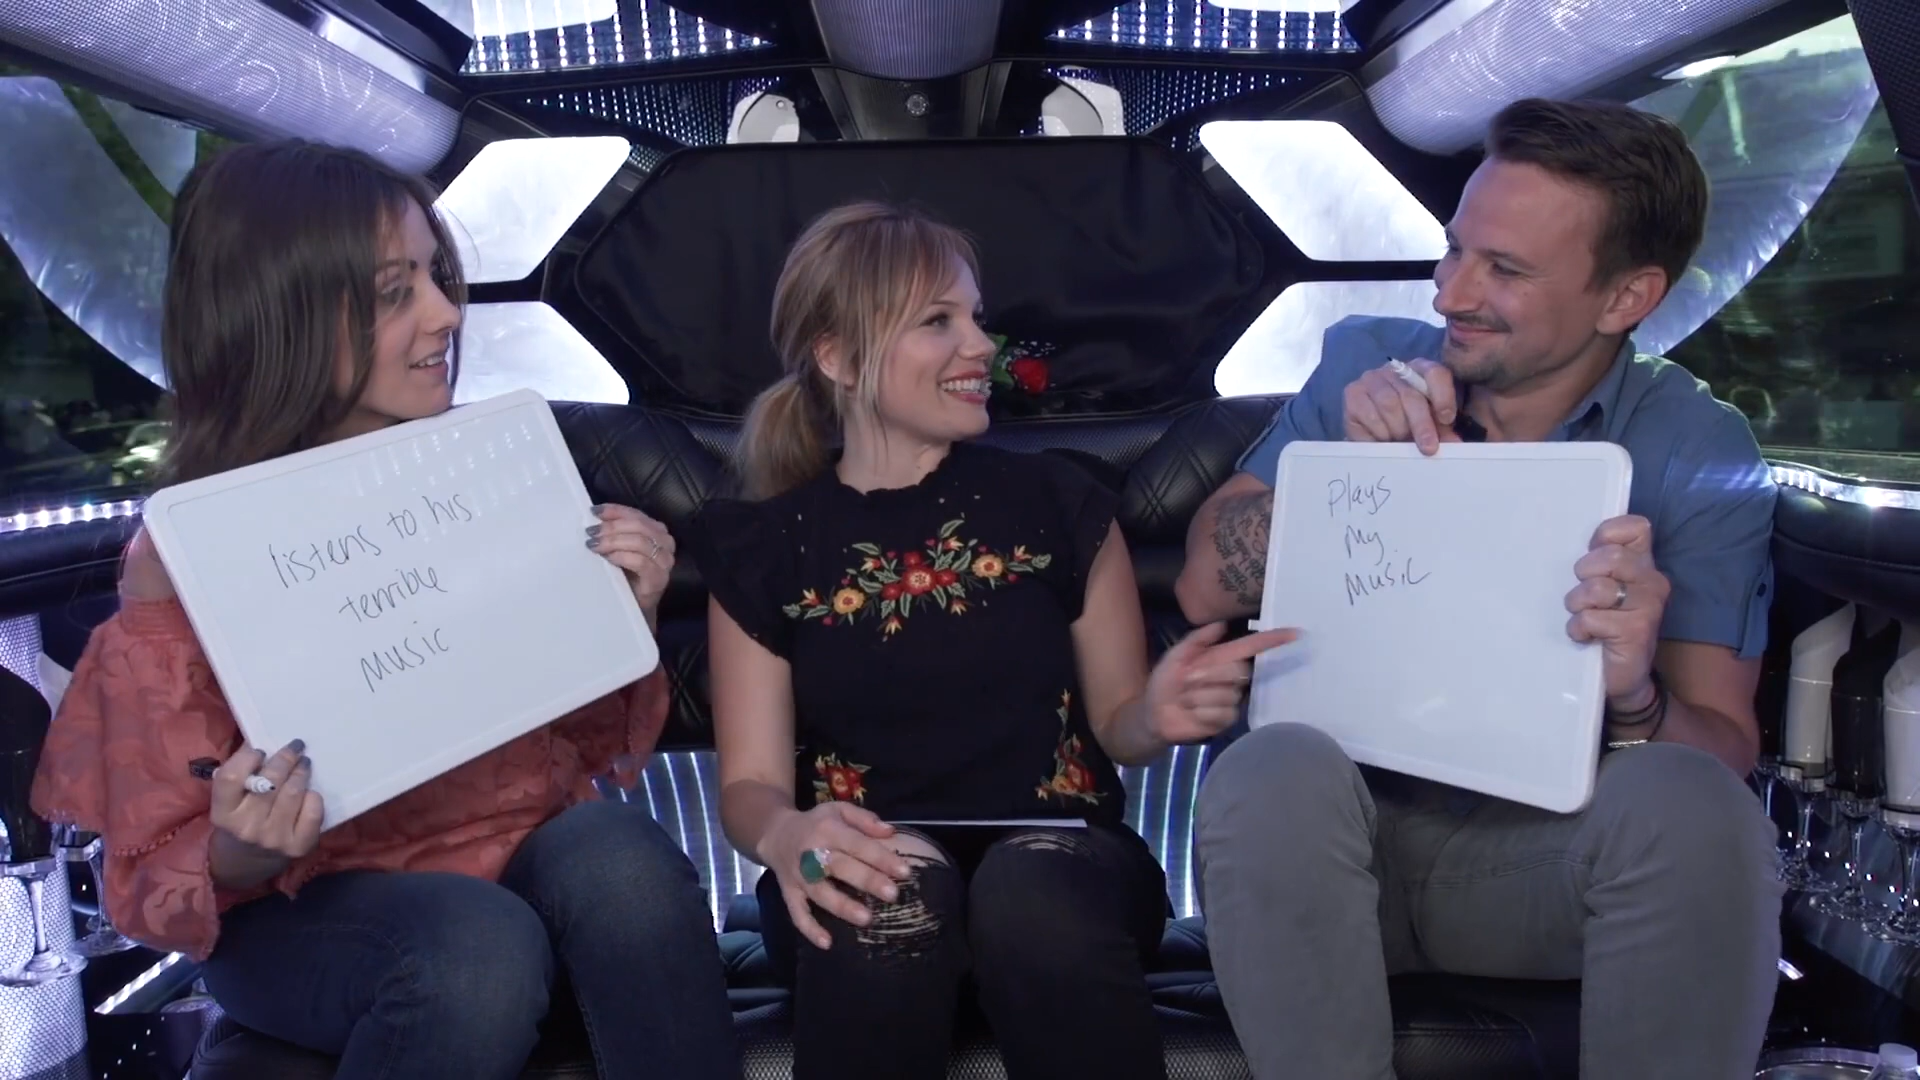 listens to his
terrible
music
Plays
My
Music